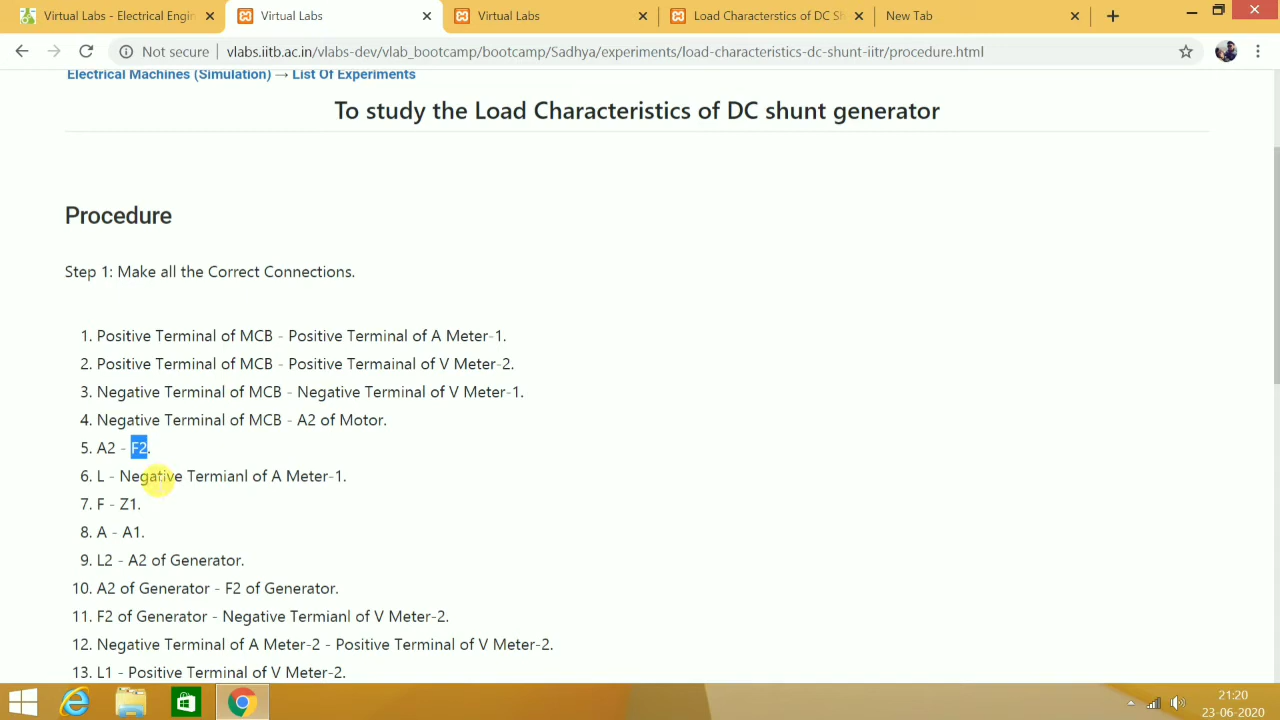 Virtual Labs - Electrical Engin
Virtual Labs
Virtual Labs
Load Characterstics of DC Sh
New Tab
Not secure
vlabs.iitb.ac.in/vlabs-dev/vlab_bootcamp/bootcamp/Sadhya/experiments/load-characteristics-dc-shunt-iitr/procedure.html
Electrical Machines (Simulation) → List Of Experiments
To study the Load Characteristics of DC shunt generator
Procedure
Step 1: Make all the Correct Connections.
1. Positive Terminal of MCB - Positive Terminal of A Meter-1.
2. Positive Terminal of MCB - Positive Termainal of V Meter-2.
3. Negative Terminal of MCB - Negative Terminal of V Meter-1.
4. Negative Terminal of MCB - A2 of Motor.
5. A2 - F2.
6. L - Negative Termianl of A Meter-1.
7. F - Z1.
8. A - A1.
9. L2 - A2 of Generator.
10. A2 of Generator - F2 of Generator.
11. F2 of Generator - Negative Termianl of V Meter-2.
12. Negative Terminal of A Meter-2 - Positive Terminal of V Meter-2.
13. L1 - Positive Terminal of V Meter-2.
21:20
23-06-2020